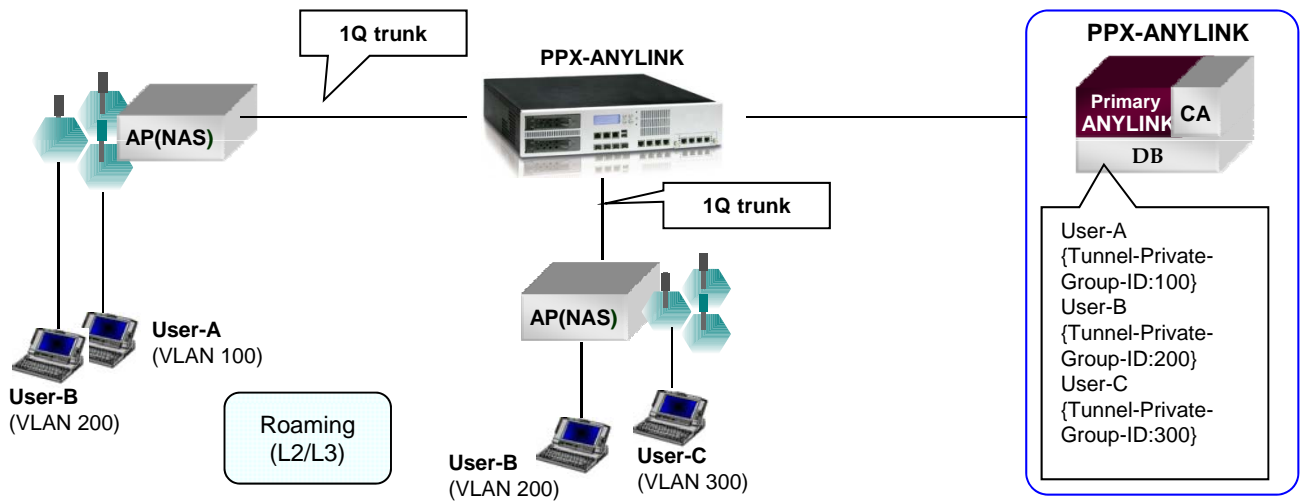 1Q trunk
PPX-ANYLINK
PPX-ANYLINK
Primary
ANYLINK
CA
DB
AP(NAS)
1Q trunk
AP(NAS)
User-A
(VLAN 100)
User-B
(VLAN 200)
Roaming
(L2/L3)
User-B
(VLAN 200)
User-C
(VLAN 300)
User-A
{Tunnel-Private-
Group-ID:100}
User-B
{Tunnel-Private-
Group-ID:200}
User-C
{Tunnel-Private-
Group-ID:300}